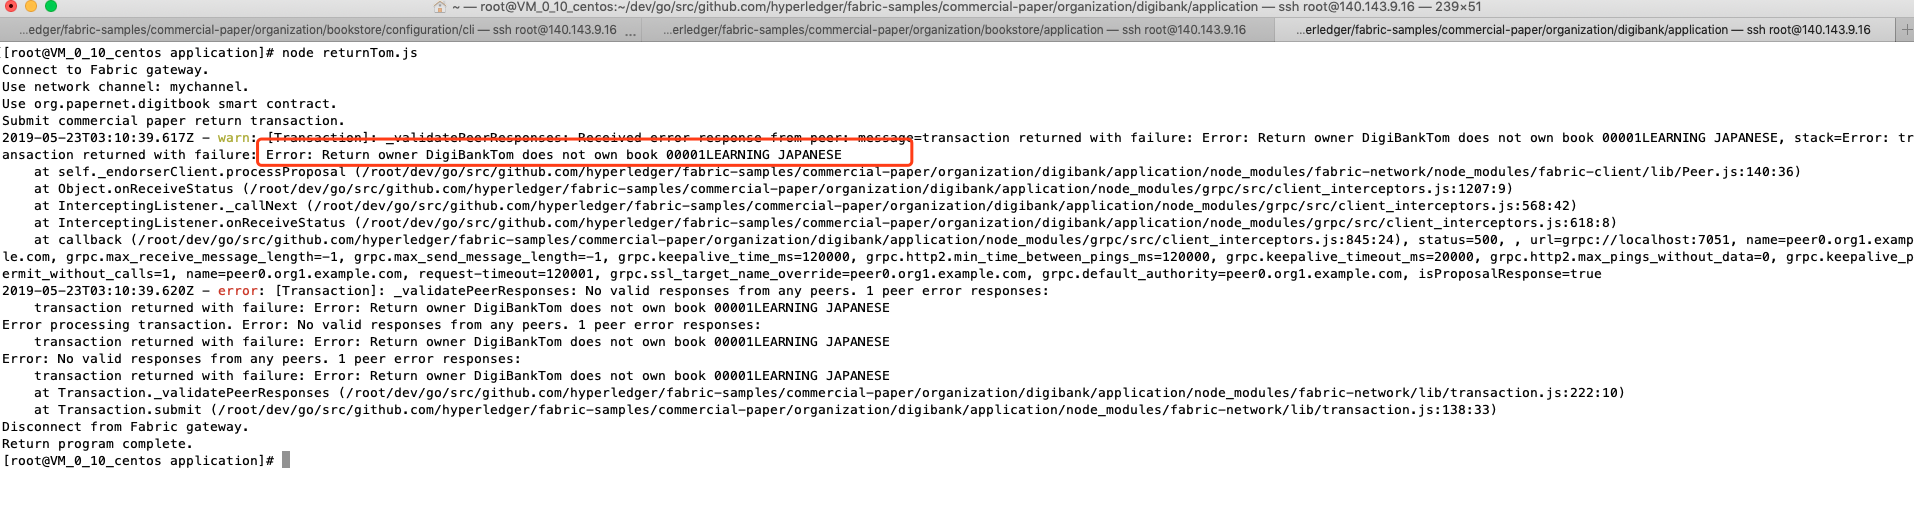 ~ — root@VM_0_10_centos:~/dev/go/src/github.com/hyperledger/fabric-samples/commercial-paper/organization/digibank/application — ssh root@140.143.9.16 — 239×51
...edger/fabric-samples/commercial-paper/organization/bookstore/configuration/cli — ssh root@140.143.9.16 ... ...erledger/fabric-samples/commercial-paper/organization/bookstore/application — ssh root@140.143.9.16 ...erledger/fabric-samples/commercial-paper/organization/digibank/application — ssh root@140.143.9.16 +
[root@VM_0_10_centos application]# node returnTom.js
Connect to Fabric gateway.
Use network channel: mychannel.
Use org.papernet.digitbook smart contract.
Submit commercial paper return transaction.
2019-05-23T03:10:39.617Z - warn: [Transaction]: _validatePeerResponses: Received error response from peer: message=transaction returned with failure: Error: Return owner DigiBankTom does not own book 00001LEARNING JAPANESE, stack=Error: tr
ansaction returned with failure: Error: Return owner DigiBankTom does not own book 00001LEARNING JAPANESE
    at self._endorserClient.processProposal (/root/dev/go/src/github.com/hyperledger/fabric-samples/commercial-paper/organization/digibank/application/node_modules/fabric-network/node_modules/fabric-client/lib/Peer.js:140:36)
    at Object.onReceiveStatus (/root/dev/go/src/github.com/hyperledger/fabric-samples/commercial-paper/organization/digibank/application/node_modules/grpc/src/client_interceptors.js:1207:9)
    at InterceptingListener._callNext (/root/dev/go/src/github.com/hyperledger/fabric-samples/commercial-paper/organization/digibank/application/node_modules/grpc/src/client_interceptors.js:568:42)
    at InterceptingListener.onReceiveStatus (/root/dev/go/src/github.com/hyperledger/fabric-samples/commercial-paper/organization/digibank/application/node_modules/grpc/src/client_interceptors.js:618:8)
    at callback (/root/dev/go/src/github.com/hyperledger/fabric-samples/commercial-paper/organization/digibank/application/node_modules/grpc/src/client_interceptors.js:845:24), status=500, , url=grpc://localhost:7051, name=peer0.org1.examp
le.com, grpc.max_receive_message_length=-1, grpc.max_send_message_length=-1, grpc.keepalive_time_ms=120000, grpc.http2.min_time_between_pings_ms=120000, grpc.keepalive_timeout_ms=20000, grpc.http2.max_pings_without_data=0, grpc.keepalive_p
ermit_without_calls=1, name=peer0.org1.example.com, request-timeout=120001, grpc.ssl_target_name_override=peer0.org1.example.com, grpc.default_authority=peer0.org1.example.com, isProposalResponse=true
2019-05-23T03:10:39.620Z - error: [Transaction]: _validatePeerResponses: No valid responses from any peers. 1 peer error responses:
    transaction returned with failure: Error: Return owner DigiBankTom does not own book 00001LEARNING JAPANESE
Error processing transaction. Error: No valid responses from any peers. 1 peer error responses:
    transaction returned with failure: Error: Return owner DigiBankTom does not own book 00001LEARNING JAPANESE
Error: No valid responses from any peers. 1 peer error responses:
    transaction returned with failure: Error: Return owner DigiBankTom does not own book 00001LEARNING JAPANESE
    at Transaction._validatePeerResponses (/root/dev/go/src/github.com/hyperledger/fabric-samples/commercial-paper/organization/digibank/application/node_modules/fabric-network/lib/transaction.js:222:10)
    at Transaction.submit (/root/dev/go/src/github.com/hyperledger/fabric-samples/commercial-paper/organization/digibank/application/node_modules/fabric-network/lib/transaction.js:138:33)
Disconnect from Fabric gateway.
Return program complete.
[root@VM_0_10_centos application]#